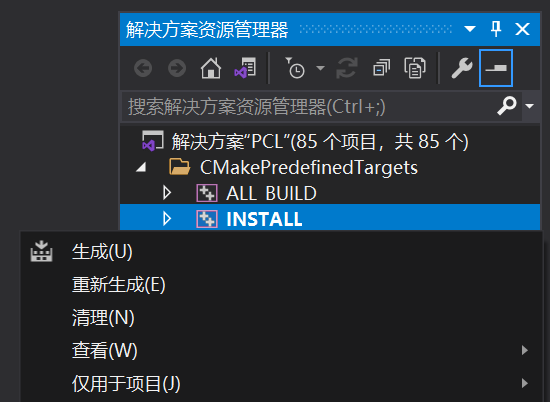 解决方案资源管理器
搜索解决方案资源管理器(Ctrl+;)
解决方案"PCL"(85 个项目，共 85 个)
CMakePredefinedTargets
ALL_BUILD
INSTALL
生成(U)
重新生成(E)
清理(N)
查看(W)
仅用于项目(J)